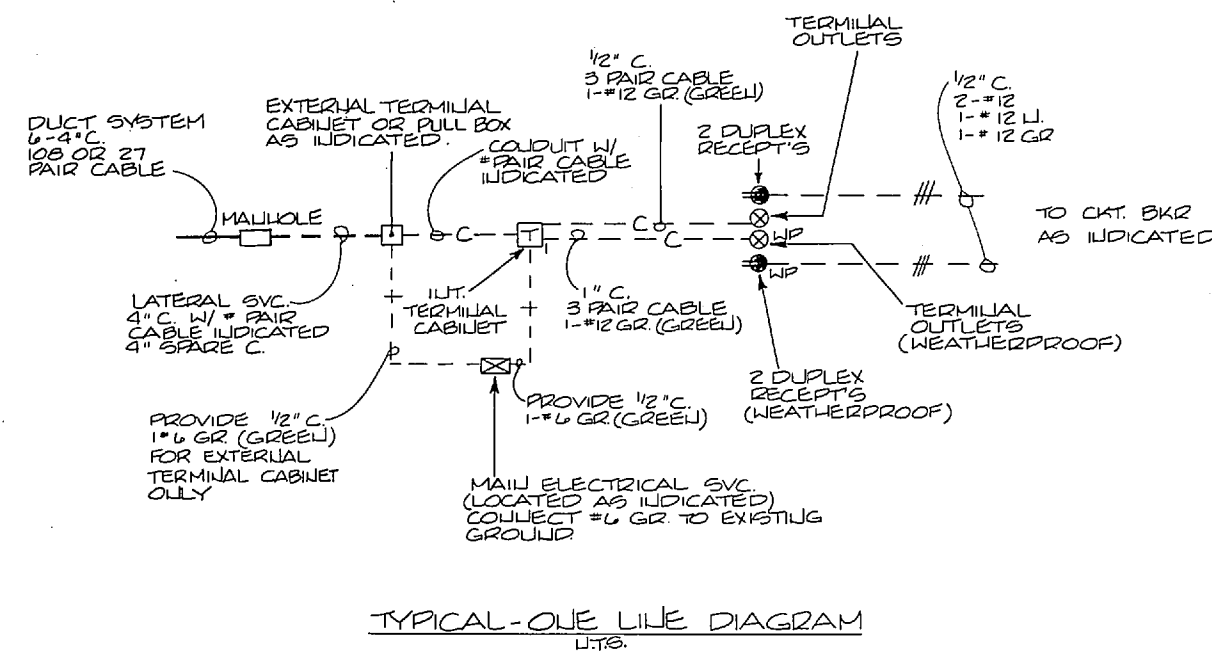 TERMINAL
OUTLETS
1/2" C.
3 PAIR CABLE
1-#12 GR. (GREEN)
1/2" C.
2-#12
1-#12 N.
1-#12 GR
EXTERNAL TERMINAL
CABINET OR PULL BOX
AS INDICATED.
DUCT SYSTEM
6-4"C.
108 OR 27
PAIR CABLE
CONDUIT W/
#PAIR CABLE
INDICATED
2 DUPLEX
RECEPT'S
MANHOLE
C
T
C
C
WP
WP
TO CKT. BKR
AS INDICATED
LATERAL SVC.
4"C. W/ # PAIR
CABLE INDICATED
4" SPARE C.
INT.
TERMINAL
CABINET
1" C.
3 PAIR CABLE
1-#12 GR. (GREEN)
TERMINAL
OUTLETS
(WEATHERPROOF)
2 DUPLEX
RECEPT'S
(WEATHERPROOF)
PROVIDE 1/2" C.
1#6 GR. (GREEN)
FOR EXTERNAL
TERMINAL CABINET
ONLY
PROVIDE 1/2"C.
1-#6 GR. (GREEN)
MAIN ELECTRICAL SVC.
(LOCATED AS INDICATED)
CONNECT #6 GR. TO EXISTING
GROUND.
TYPICAL-ONE LINE DIAGRAM
N.T.S.